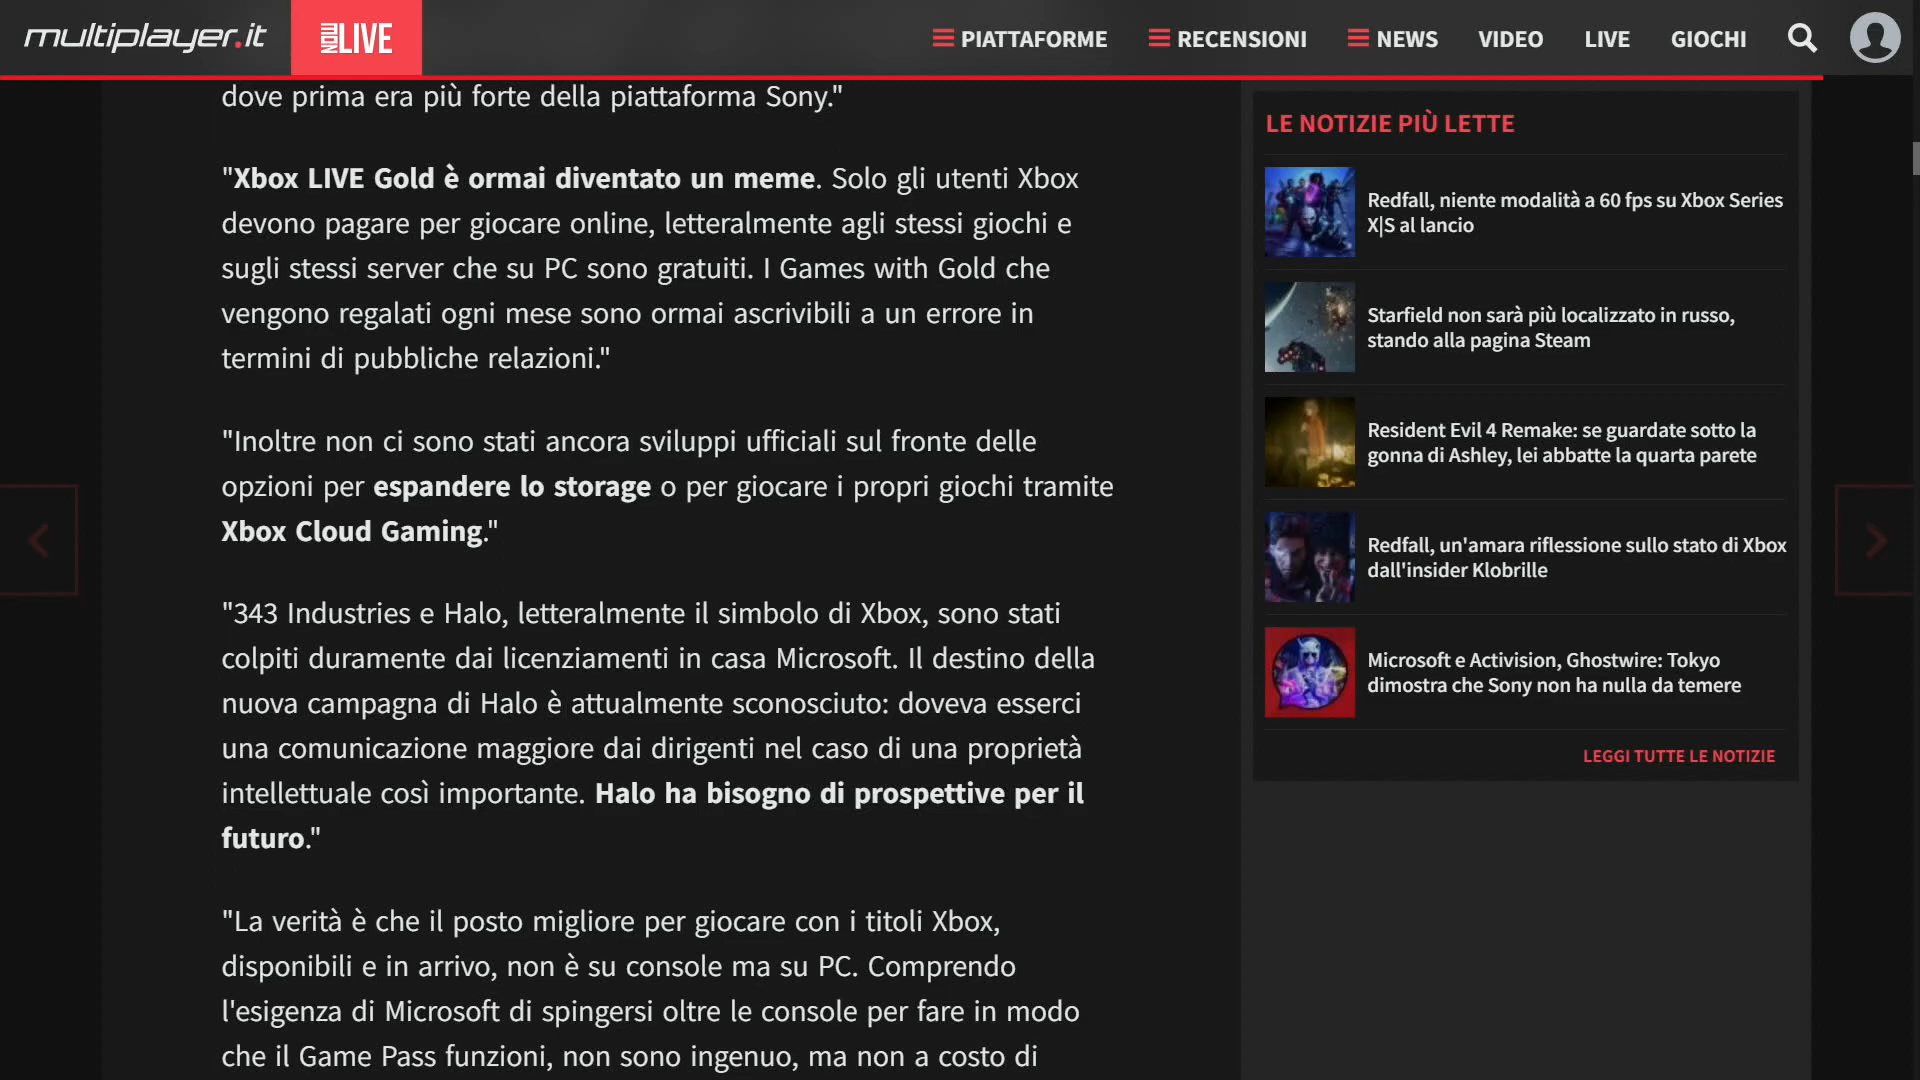 multiplayer.it
NON LIVE
PIATTAFORME
RECENSIONI
NEWS
VIDEO
LIVE
GIOCHI
dove prima era più forte della piattaforma Sony."
"Xbox LIVE Gold è ormai diventato un meme. Solo gli utenti Xbox
devono pagare per giocare online, letteralmente agli stessi giochi e
sugli stessi server che su PC sono gratuiti. I Games with Gold che
vengono regalati ogni mese sono ormai ascrivibili a un errore in
termini di pubbliche relazioni."
"Inoltre non ci sono stati ancora sviluppi ufficiali sul fronte delle
opzioni per espandere lo storage o per giocare i propri giochi tramite
Xbox Cloud Gaming."
"343 Industries e Halo, letteralmente il simbolo di Xbox, sono stati
colpiti duramente dai licenziamenti in casa Microsoft. Il destino della
nuova campagna di Halo è attualmente sconosciuto: doveva esserci
una comunicazione maggiore dai dirigenti nel caso di una proprietà
intellettuale così importante. Halo ha bisogno di prospettive per il
futuro."
"La verità è che il posto migliore per giocare con i titoli Xbox,
disponibili e in arrivo, non è su console ma su PC. Comprendo
l'esigenza di Microsoft di spingersi oltre le console per fare in modo
che il Game Pass funzioni, non sono ingenuo, ma non a costo di
LE NOTIZIE PIÙ LETTE
Redfall, niente modalità a 60 fps su Xbox Series
X|S al lancio
Starfield non sarà più localizzato in russo,
stando alla pagina Steam
Resident Evil 4 Remake: se guardate sotto la
gonna di Ashley, lei abbatte la quarta parete
Redfall, un'amara riflessione sullo stato di Xbox
dall'insider Klobrille
Microsoft e Activision, Ghostwire: Tokyo
dimostra che Sony non ha nulla da temere
LEGGI TUTTE LE NOTIZIE